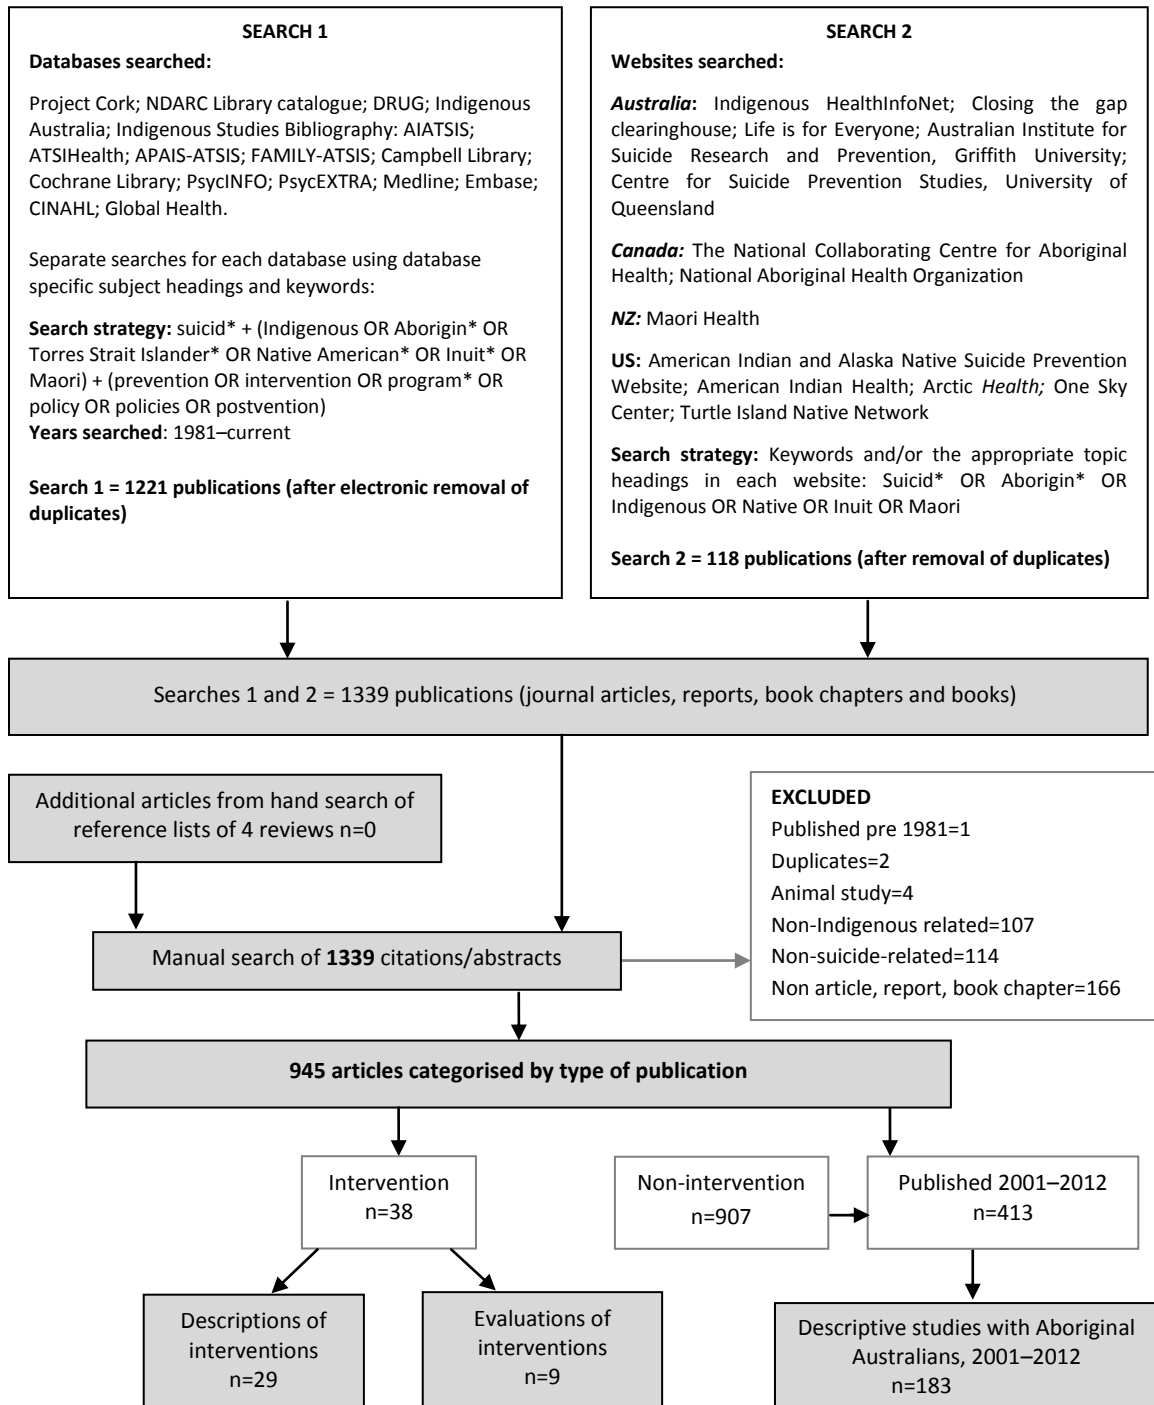 SEARCH 1
Databases searched:
Project Cork; NDARC Library catalogue; DRUG; Indigenous
Australia; Indigenous Studies Bibliography: AIATSIS;
ATSIHealth; APAIS-ATSIS; FAMILY-ATSIS; Campbell Library;
Cochrane Library; PsycINFO; PsycEXTRA; Medline; Embase;
CINAHL; Global Health.
Separate searches for each database using database
specific subject headings and keywords:
Search strategy: suicid* + (Indigenous OR Aborigin* OR
Torres Strait Islander* OR Native American* OR Inuit* OR
Maori) + (prevention OR intervention OR program* OR
policy OR policies OR postvention)
Years searched: 1981–current
Search 1 = 1221 publications (after electronic removal of
duplicates)
SEARCH 2
Websites searched:
Australia: Indigenous HealthInfoNet; Closing the gap
clearinghouse; Life is for Everyone; Australian Institute for
Suicide Research and Prevention, Griffith University;
Centre for Suicide Prevention Studies, University of
Queensland
Canada: The National Collaborating Centre for Aboriginal
Health; National Aboriginal Health Organization
NZ: Maori Health
US: American Indian and Alaska Native Suicide Prevention
Website; American Indian Health; Arctic Health; One Sky
Center; Turtle Island Native Network
Search strategy: Keywords and/or the appropriate topic
headings in each website: Suicid* OR Aborigin* OR
Indigenous OR Native OR Inuit OR Maori
Search 2 = 118 publications (after removal of duplicates)
Searches 1 and 2 = 1339 publications (journal articles, reports, book chapters and books)
Additional articles from hand search of
reference lists of 4 reviews n=0
EXCLUDED
Published pre 1981=1
Duplicates=2
Animal study=4
Non-Indigenous related=107
Non-suicide-related=114
Non article, report, book chapter=166
Manual search of 1339 citations/abstracts
945 articles categorised by type of publication
Intervention
n=38
Non-intervention
n=907
Published 2001–2012
n=413
Descriptions of
interventions
n=29
Evaluations of
interventions
n=9
Descriptive studies with Aboriginal
Australians, 2001–2012
n=183